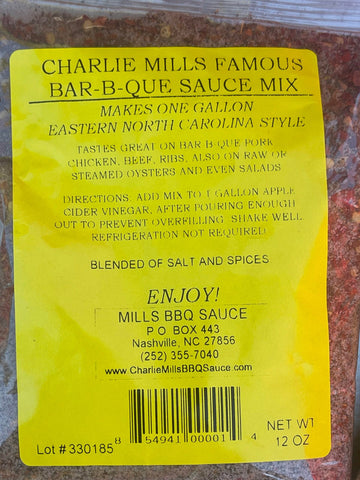 CHARLIE MILLS FAMOUS
BAR-B-QUE SAUCE MIX
MAKES ONE GALLON
EASTERN NORTH CAROLINA STYLE
TASTES GREAT ON BAR B QUE PORK
CHICKEN, BEEF, RIBS, ALSO ON RAW OR
STEAMED OYSTERS AND EVEN SALADS
DIRECTIONS: ADD MIX TO 1 GALLON APPLE
CIDER VINEGAR, AFTER POURING ENOUGH
OUT TO PREVENT OVERFILLING. SHAKE WELL.
REFRIGERATION NOT REQUIRED
BLENDED OF SALT AND SPICES
ENJOY!
MILLS BBQ SAUCE
P.O. BOX 443
Nashville, NC 27856
(252) 355-7040
www.CharlieMillsBBQSauce.com
Lot # 330185
8 54941 00001 4
NET WT
12 OZ